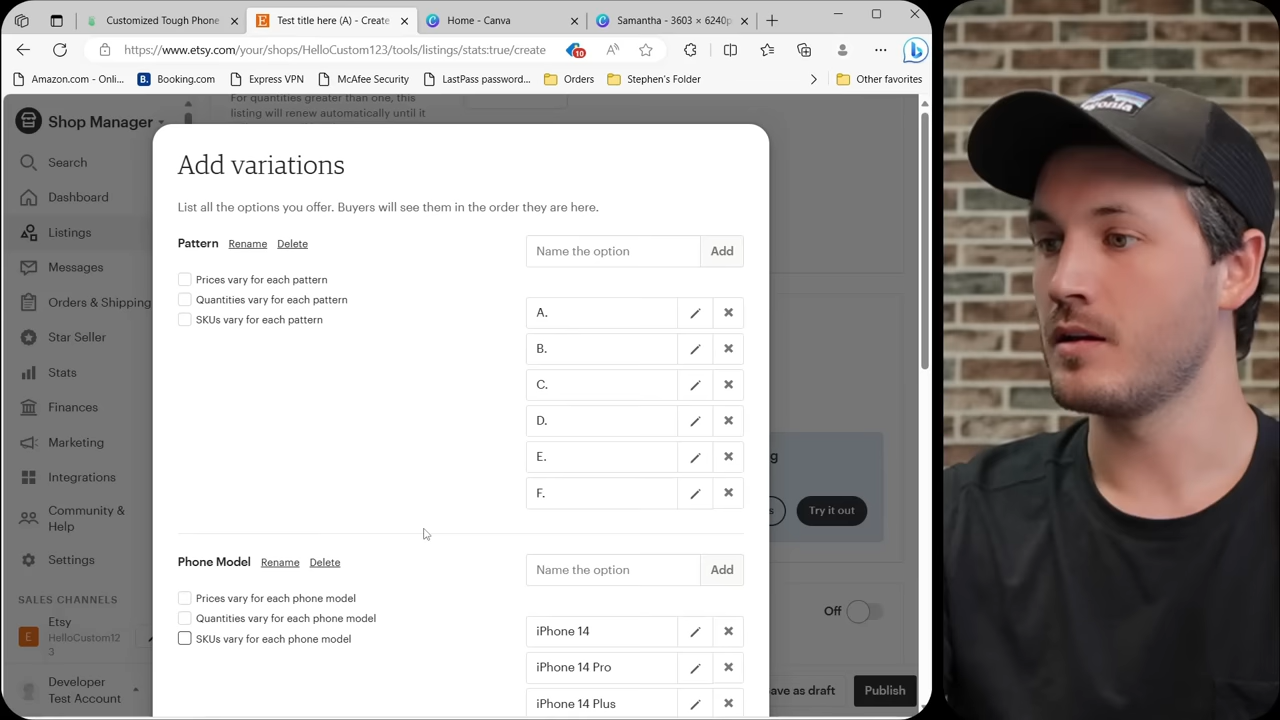 Customized Tough Phone
Test title here (A) - Create
Home - Canva
Samantha - 3603 × 6240p
https://www.etsy.com/your/shops/HelloCustom123/tools/listings/stats:true/create
10
Amazon.com - Onli...
Booking.com
Express VPN
McAfee Security
LastPass password...
Orders
Stephen's Folder
Other favorites
Shop Manager
Search
Dashboard
Listings
Messages
Orders & Shipping
Star Seller
Stats
Finances
Marketing
Integrations
Community &
Help
Settings
SALES CHANNELS
Etsy
HelloCustom12
3
Developer
Test Account
For quantities greater than one, this
listing will renew automatically until it
Add variations
List all the options you offer. Buyers will see them in the order they are here.
Pattern Rename Delete
Name the option Add
Prices vary for each pattern
Quantities vary for each pattern
SKUs vary for each pattern
A.
B.
C.
D.
E.
F.
Phone Model Rename Delete
Name the option Add
Prices vary for each phone model
Quantities vary for each phone model
SKUs vary for each phone model
iPhone 14
iPhone 14 Pro
iPhone 14 Plus
Try it out
Off
as draft
Publish